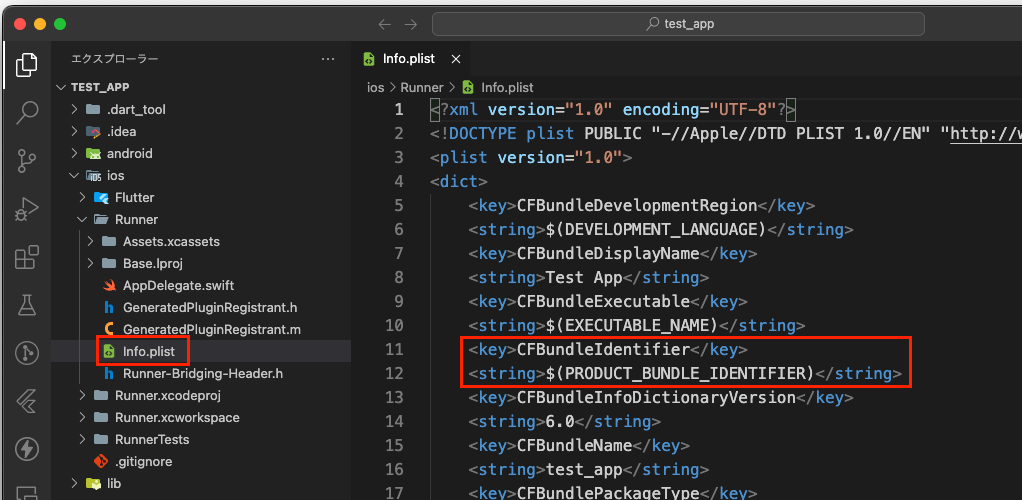 test_app
エクスプローラー
Info.plist
TEST_APP
ios > Runner > Info.plist
.dart_tool
.idea
android
ios
Flutter
Runner
Assets.xcassets
Base.lproj
AppDelegate.swift
GeneratedPluginRegistrant.h
GeneratedPluginRegistrant.m
Info.plist
Runner-Bridging-Header.h
Runner.xcodeproj
Runner.xcworkspace
RunnerTests
.gitignore
lib
1 <?xml version="1.0" encoding="UTF-8"?>
2 <!DOCTYPE plist PUBLIC "-//Apple//DTD PLIST 1.0//EN" "http://w
3 <plist version="1.0">
4 <dict>
5 <key>CFBundleDevelopmentRegion</key>
6 <string>$(DEVELOPMENT_LANGUAGE)</string>
7 <key>CFBundleDisplayName</key>
8 <string>Test App</string>
9 <key>CFBundleExecutable</key>
10 <string>$(EXECUTABLE_NAME)</string>
11 <key>CFBundleIdentifier</key>
12 <string>$(PRODUCT_BUNDLE_IDENTIFIER)</string>
13 <key>CFBundleInfoDictionaryVersion</key>
14 <string>6.0</string>
15 <key>CFBundleName</key>
16 <string>test_app</string>
17 <key>CFBundlePackageType</key>